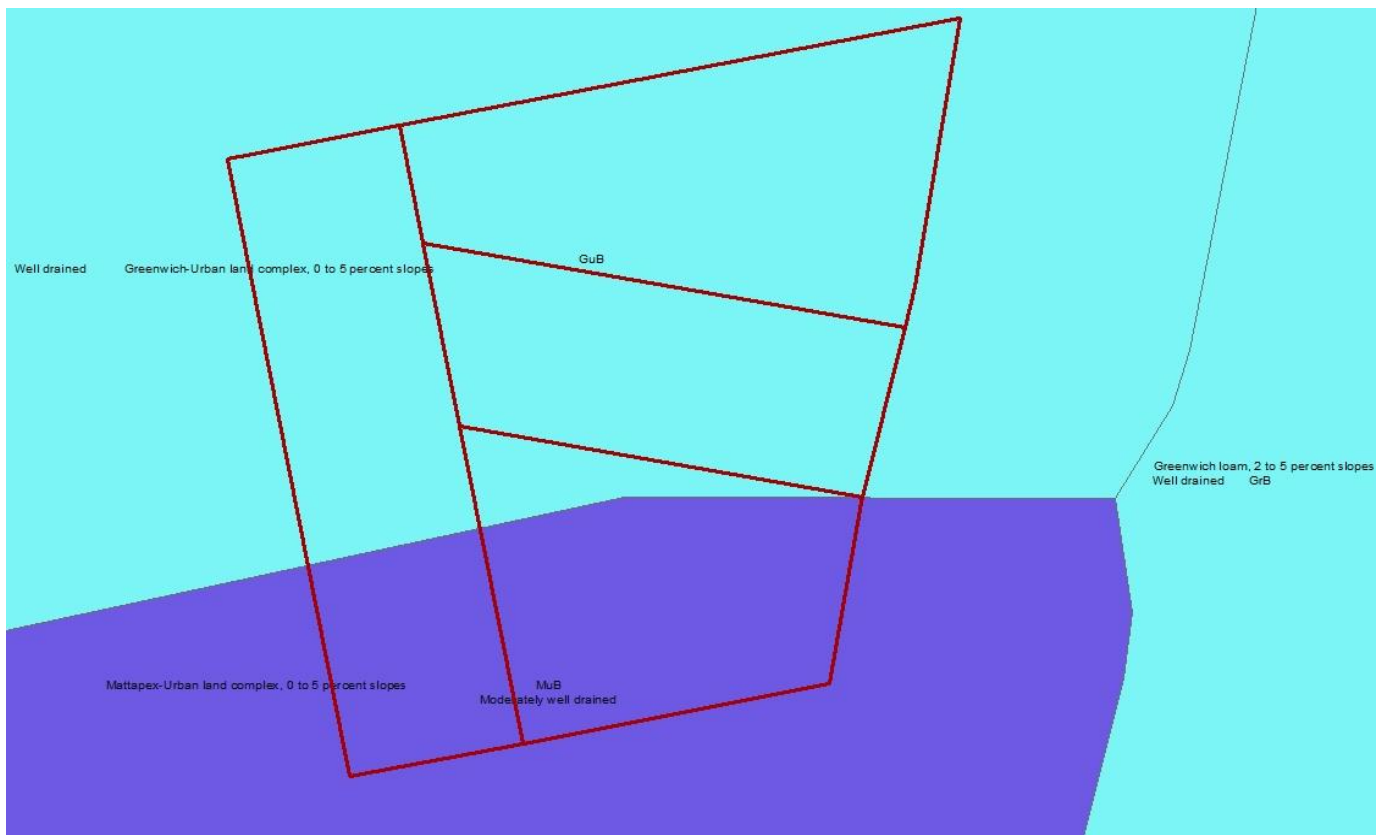 GuB
Well drained Greenwich-Urban land complex, 0 to 5 percent slopes
Greenwich loam, 2 to 5 percent slopes
Well drained GrB
Mattapex-Urban land complex, 0 to 5 percent slopes MuB
Moderately well drained